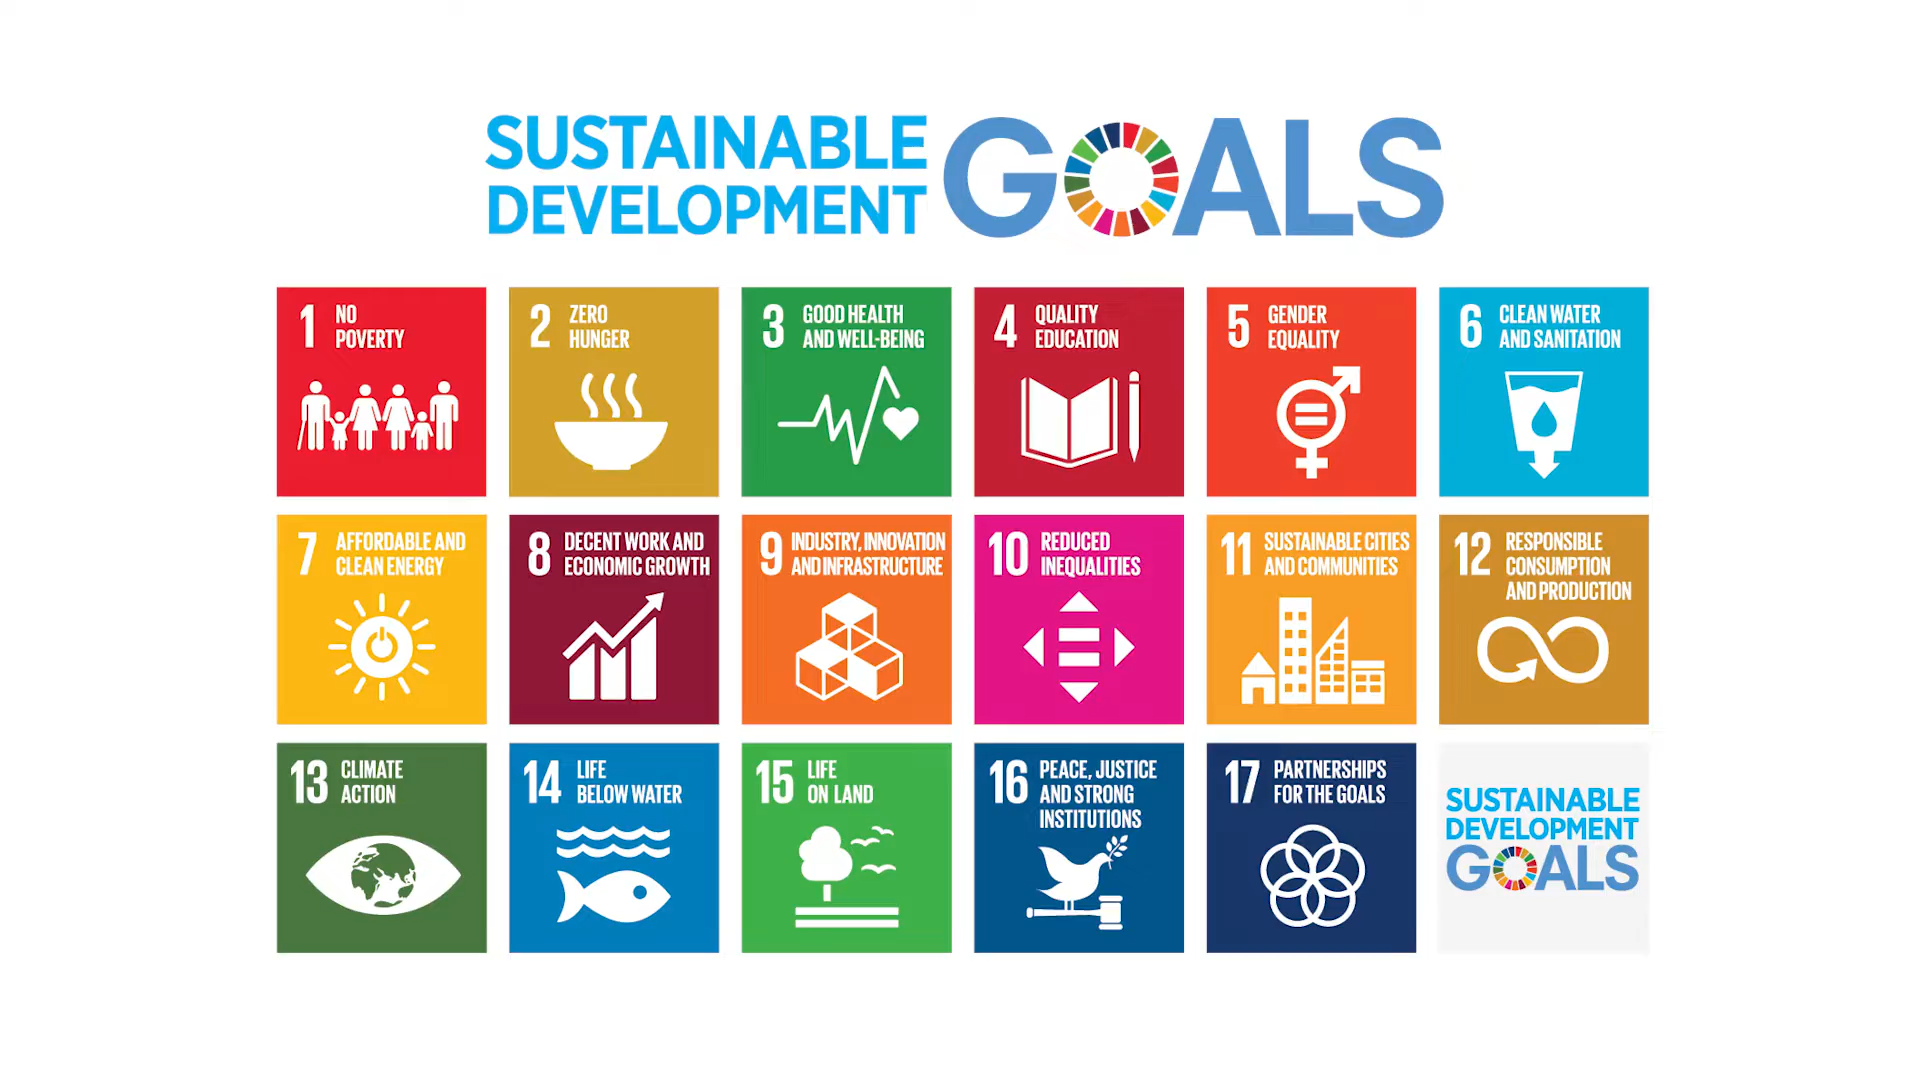 SUSTAINABLE
DEVELOPMENT
GOALS
1 NO
POVERTY
2 ZERO
HUNGER
3 GOOD HEALTH
AND WELL-BEING
4 QUALITY
EDUCATION
5 GENDER
EQUALITY
6 CLEAN WATER
AND SANITATION
7 AFFORDABLE AND
CLEAN ENERGY
8 DECENT WORK AND
ECONOMIC GROWTH
9 INDUSTRY, INNOVATION
AND INFRASTRUCTURE
10 REDUCED
INEQUALITIES
11 SUSTAINABLE CITIES
AND COMMUNITIES
12 RESPONSIBLE
CONSUMPTION
AND PRODUCTION
13 CLIMATE
ACTION
14 LIFE
BELOW WATER
15 LIFE
ON LAND
16 PEACE, JUSTICE
AND STRONG
INSTITUTIONS
17 PARTNERSHIPS
FOR THE GOALS
SUSTAINABLE
DEVELOPMENT
GOALS